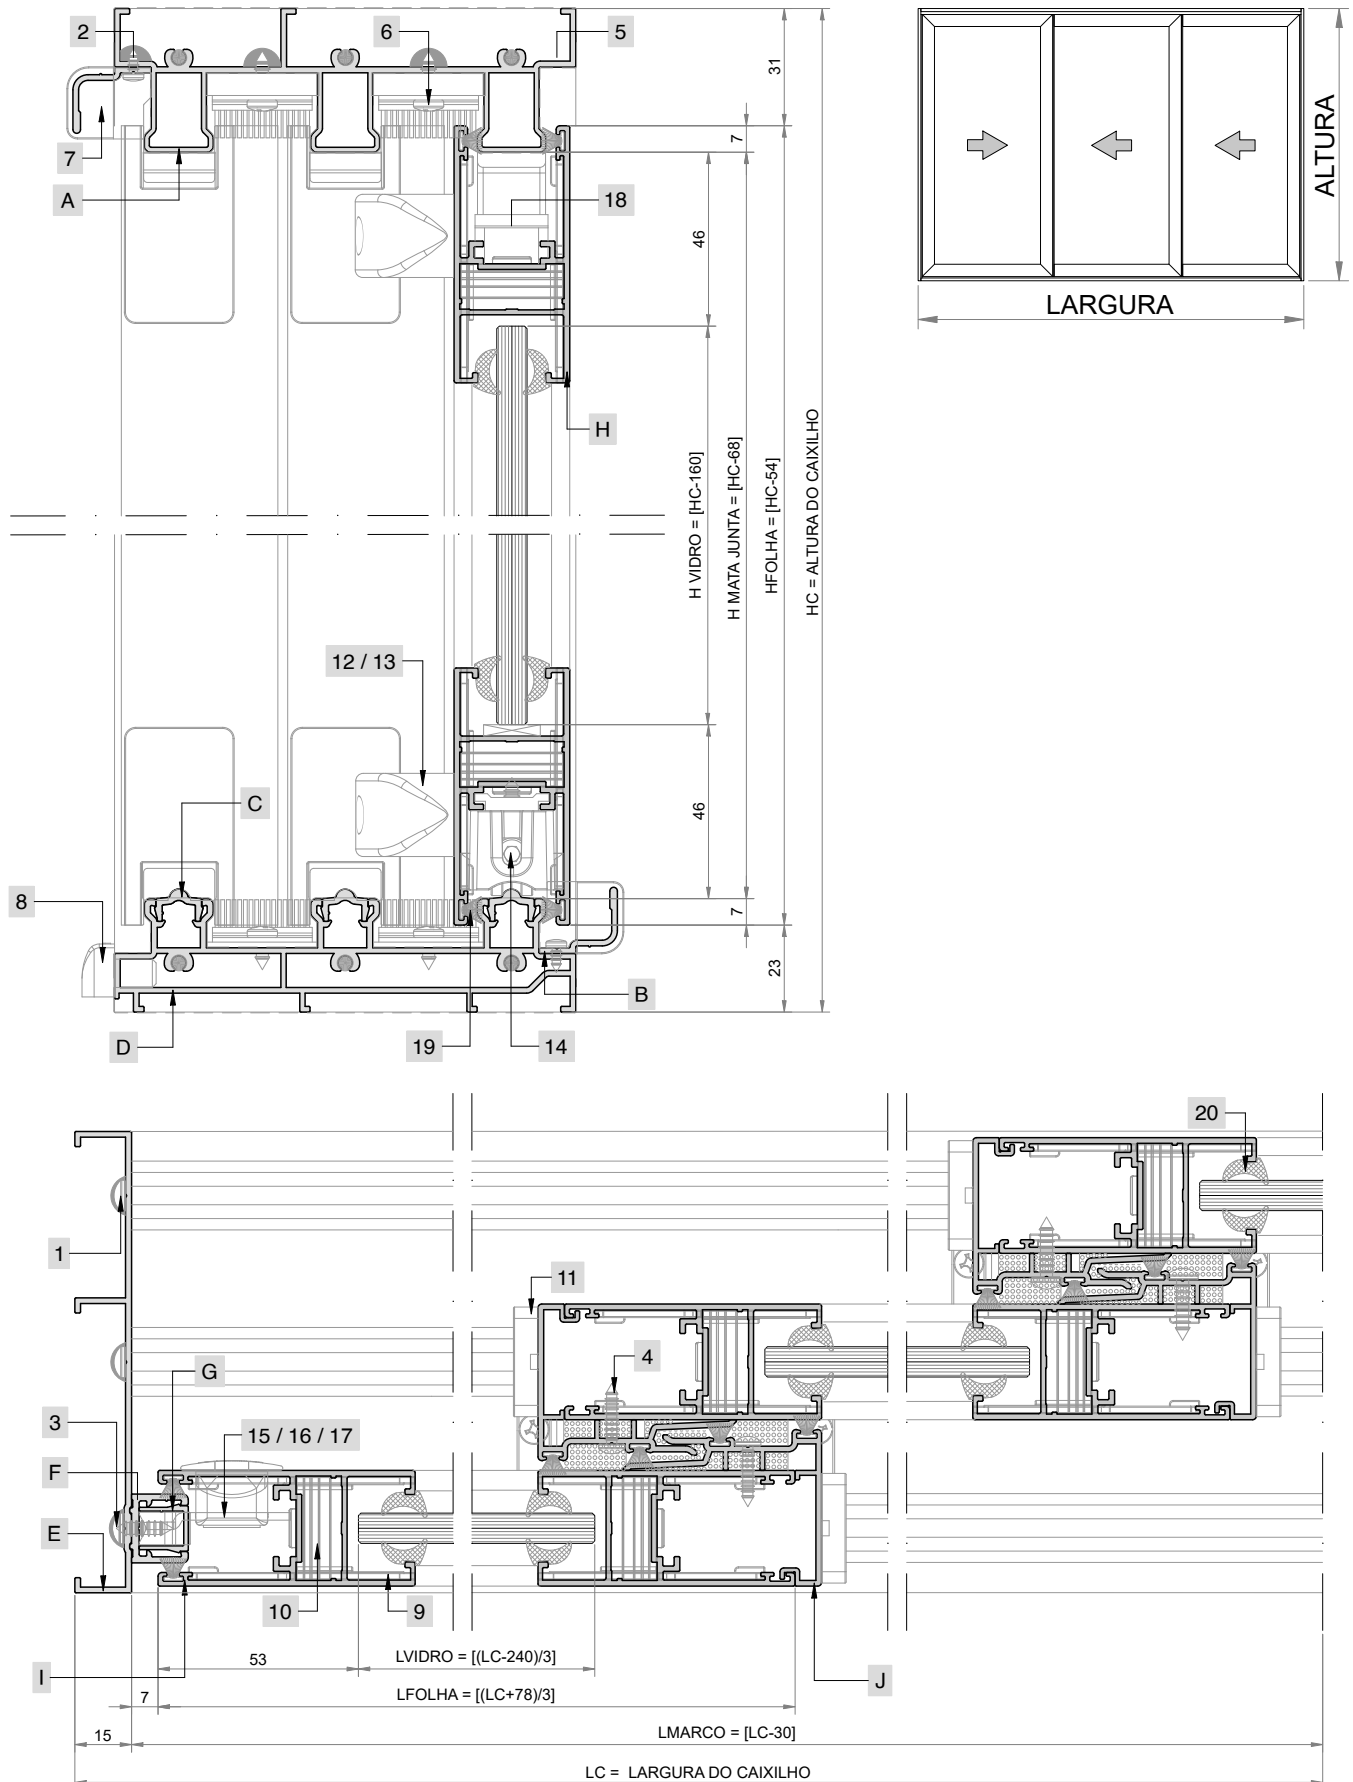 2
6
5
7
A
18
H
31
7
46
H VIDRO = [HC-160]
H MATA JUNTA = [HC-68]
HFOLHA = [HC-54]
HC = ALTURA DO CAIXILHO
ALTURA
LARGURA
12 / 13
C
8
46
7
23
B
D
19
14
20
1
11
4
G
3
15 / 16 / 17
F
E
10
9
I
J
53
LVIDRO = [(LC-240)/3]
7
LFOLHA = [(LC+78)/3]
15
LMARCO = [LC-30]
LC = LARGURA DO CAIXILHO